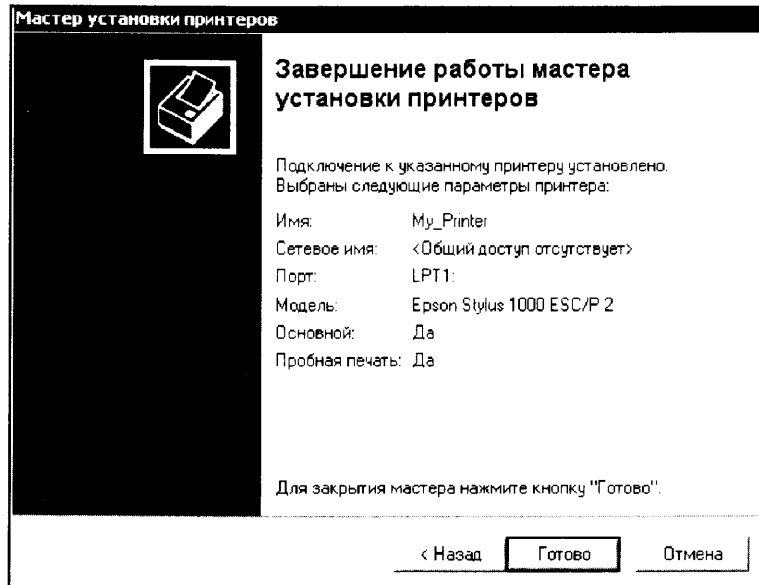 Мастер установки принтеров
Завершение работы мастера
установки принтеров
Подключение к указанному принтеру установлено.
Выбраны следующие параметры принтера:
Имя: My_Printer
Сетевое имя: <Общий доступ отсутствует>
Порт: LPT1:
Модель: Epson Stylus 1000 ESC/P 2
Основной: Да
Пробная печать: Да
Для закрытия мастера нажмите кнопку "Готово".
< Назад Готово Отмена